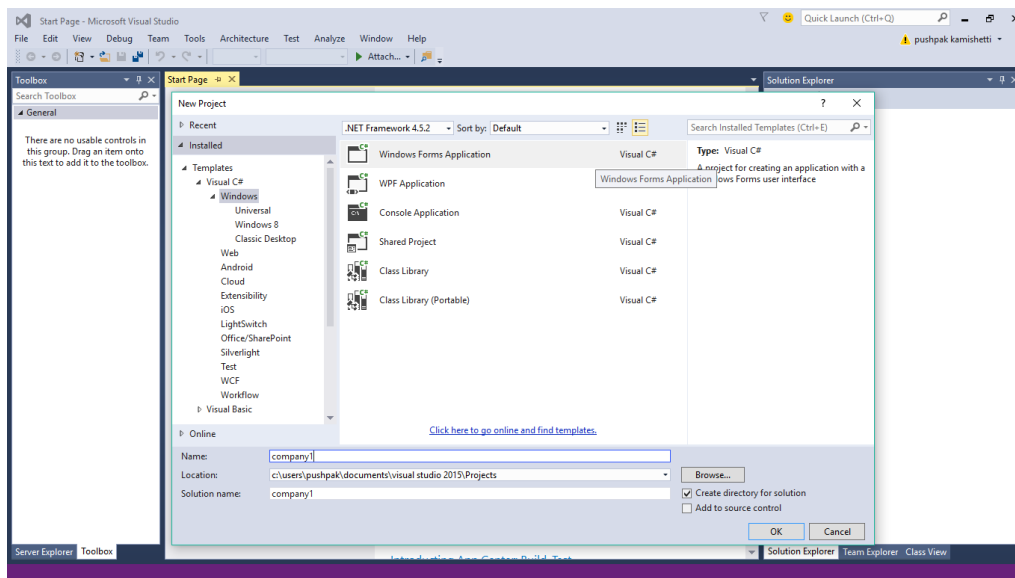 Start Page - Microsoft Visual Studio
Quick Launch (Ctrl+Q)
File Edit View Debug Team Tools Architecture Test Analyze Window Help
pushpak kamishetti
Attach...
Toolbox
Start Page
Solution Explorer
Search Toolbox
General
There are no usable controls in
this group. Drag an item onto
this text to add it to the toolbox.
New Project
Recent
Installed
Templates
Visual C#
Windows
Universal
Windows 8
Classic Desktop
Web
Android
Cloud
Extensibility
iOS
LightSwitch
Office/SharePoint
Silverlight
Test
WCF
Workflow
Visual Basic
Online
.NET Framework 4.5.2 Sort by: Default
Windows Forms Application Visual C#
WPF Application
Console Application Visual C#
Shared Project Visual C#
Class Library Visual C#
Class Library (Portable) Visual C#
Click here to go online and find templates.
Search Installed Templates (Ctrl+E)
Type: Visual C#
A project for creating an application with a
Windows Forms Application ows Forms user interface
Name: company1
Location: c:\users\pushpak\documents\visual studio 2015\Projects Browse...
Solution name: company1
Create directory for solution
Add to source control
OK Cancel
Server Explorer Toolbox
Solution Explorer Team Explorer Class View